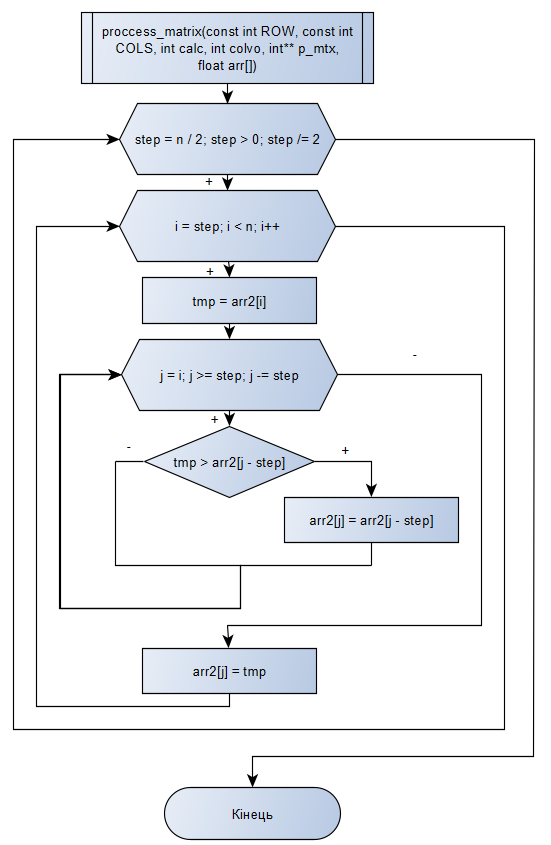 proccess_matrix(const int ROW, const int
COLS, int calc, int colvo, int** p_mtx,
float arr[])
step = n / 2; step > 0; step /= 2
+
i = step; i < n; i++
+
tmp = arr2[i]
j = i; j >= step; j -= step
-
+
tmp > arr2[j - step]
-
+
arr2[j] = arr2[j - step]
arr2[j] = tmp
Кінець